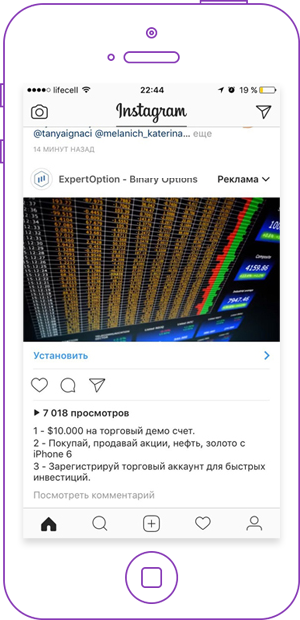 lifecell 22:44 19 %
Instagram
@tanyaignaci @melanich_katerina... еще
14 МИНУТ НАЗАД
ExpertOption - Binary Options Реклама
4159.86
7947.46
Установить
7 018 просмотров
1 - $10.000 на торговый демо счет.
2 - Покупай, продавай акции, нефть, золото с
iPhone 6
3 - Зарегистрируй торговый аккаунт для быстрых
инвестиций.
Посмотреть комментарий